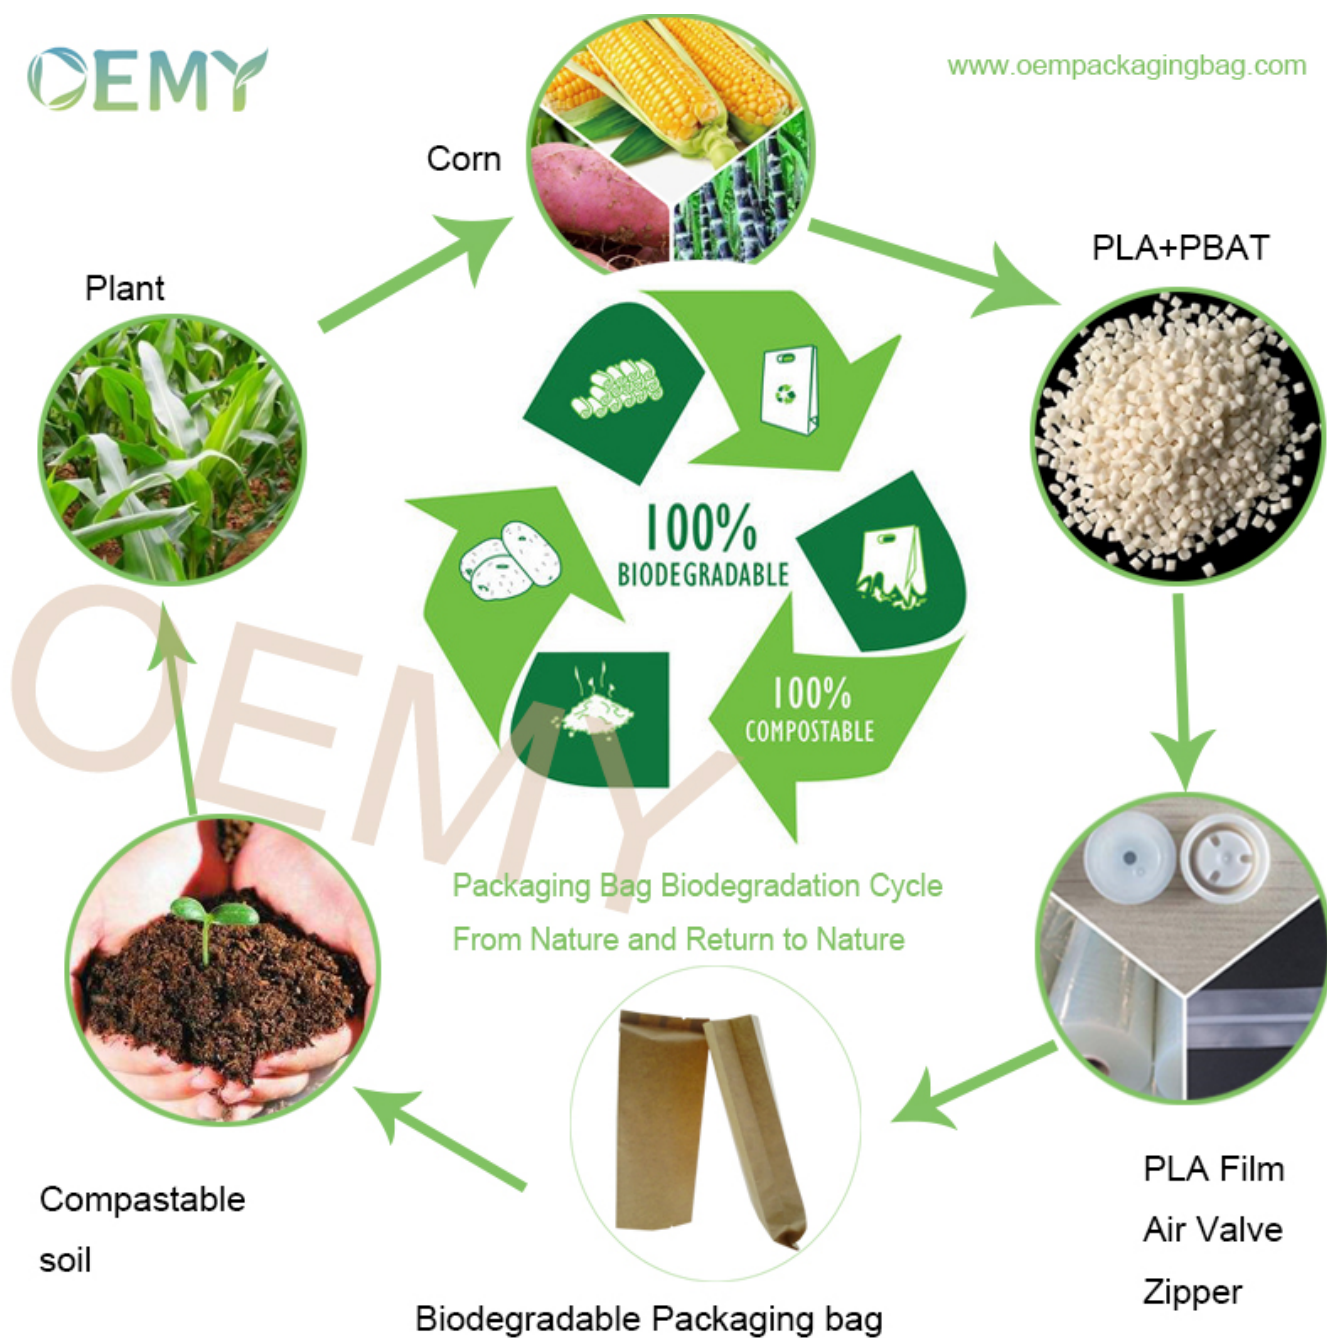 OEMY
www.oempackagingbag.com
Corn
PLA+PBAT
Plant
100%
BIODEGRADABLE
100%
COMPOSTABLE
OEMY
Packaging Bag Biodegradation Cycle
From Nature and Return to Nature
Compastable
soil
PLA Film
Air Valve
Zipper
Biodegradable Packaging bag